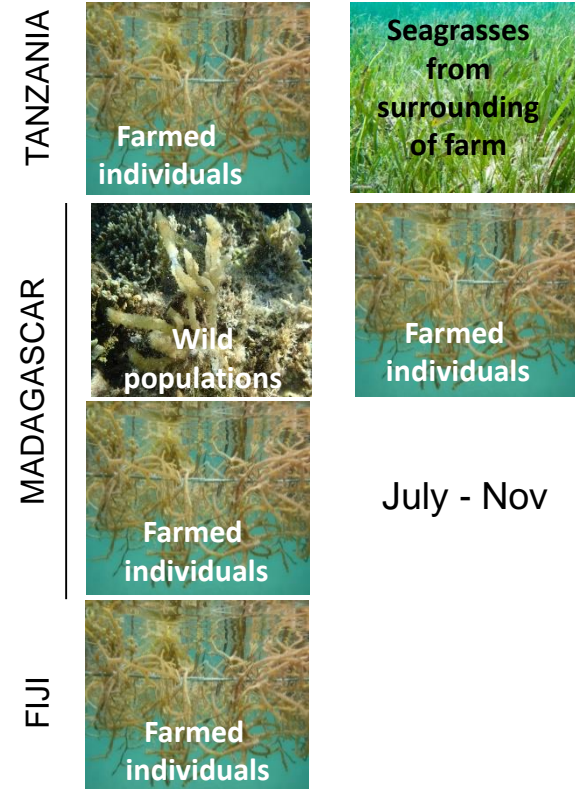 TANZANIA
Farmed
individuals
Seagrasses
from
surrounding
of farm
MADAGASCAR
Wild
populations
Farmed
individuals
Farmed
individuals
July - Nov
FIJI
Farmed
individuals